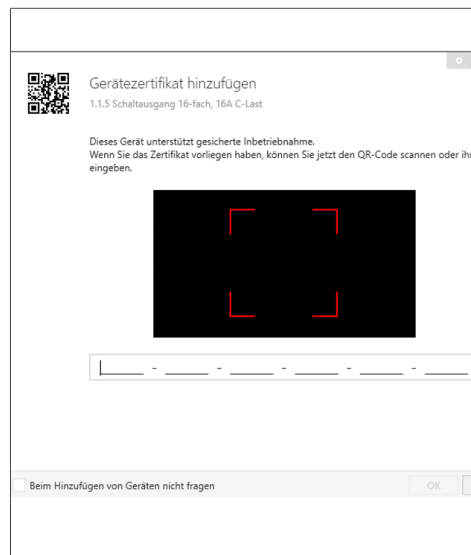 Gerätezertifikat hinzufügen
1.1.5 Schaltausgang 16-fach, 16A C-Last
Dieses Gerät unterstützt gesicherte Inbetriebnahme.
Wenn Sie das Zertifikat vorliegen haben, können Sie jetzt den QR-Code scannen oder ihn
eingeben.
Beim Hinzufügen von Geräten nicht fragen
OK